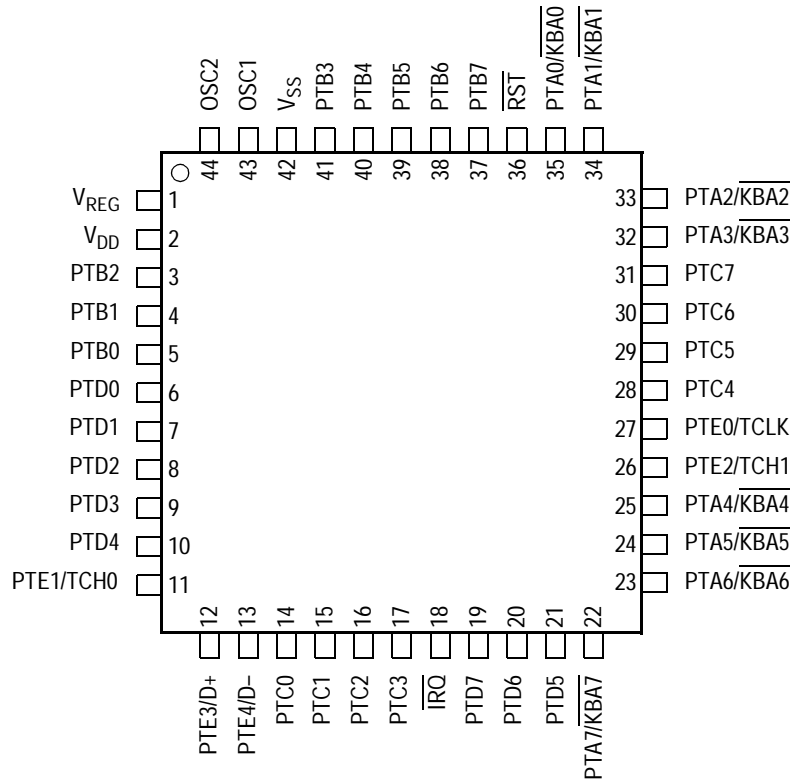 OSC2
OSC1
VSS
PTB3
PTB4
PTB5
PTB6
PTB7
RST
PTA0/KBA0
PTA1/KBA1
44
43
42
41
40
39
38
37
36
35
34
VREG 1
VDD 2
PTB2 3
PTB1 4
PTB0 5
PTD0 6
PTD1 7
PTD2 8
PTD3 9
PTD4 10
PTE1/TCH0 11
33 PTA2/KBA2
32 PTA3/KBA3
31 PTC7
30 PTC6
29 PTC5
28 PTC4
27 PTE0/TCLK
26 PTE2/TCH1
25 PTA4/KBA4
24 PTA5/KBA5
23 PTA6/KBA6
12
13
14
15
16
17
18
19
20
21
22
PTE3/D+
PTE4/D–
PTC0
PTC1
PTC2
PTC3
IRQ
PTD7
PTD6
PTD5
PTA7/KBA7